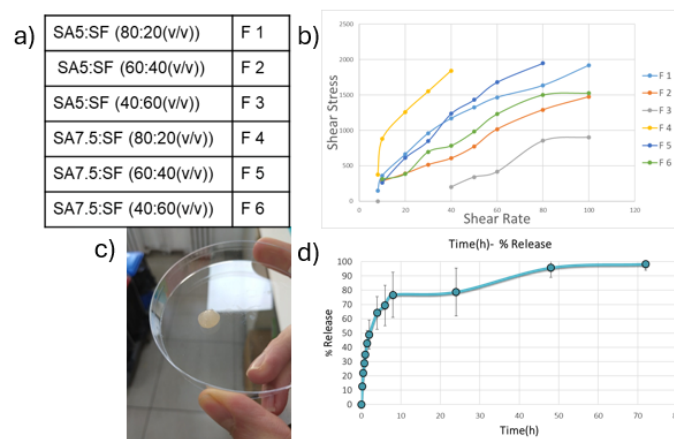 a)
SA5:SF (80:20(v/v)) F 1
SA5:SF (60:40(v/v)) F 2
SA5:SF (40:60(v/v)) F 3
SA7.5:SF (80:20(v/v)) F 4
SA7.5:SF (60:40(v/v)) F 5
SA7.5:SF (40:60(v/v)) F 6
b)
Shear Stress
2500
2000
1500
1000
500
0
0 20 40 60 80 100 120
Shear Rate
F 1
F 2
F 3
F 4
F 5
F 6
c)
d)
Time(h)- % Release
% Release
100
90
80
70
60
50
40
30
20
10
0
0 10 20 30 40 50 60 70 80
Time(h)